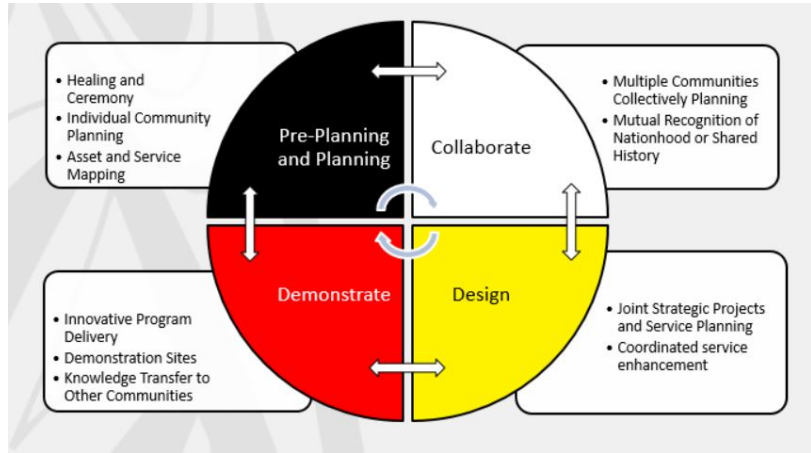 • Healing and
Ceremony
• Individual Community
Planning
• Asset and Service
Mapping
Pre-Planning
and Planning
Collaborate
• Multiple Communities
Collectively Planning
• Mutual Recognition of
Nationhood or Shared
History
• Innovative Program
Delivery
• Demonstration Sites
• Knowledge Transfer to
Other Communities
Demonstrate
Design
• Joint Strategic Projects
and Service Planning
• Coordinated service
enhancement